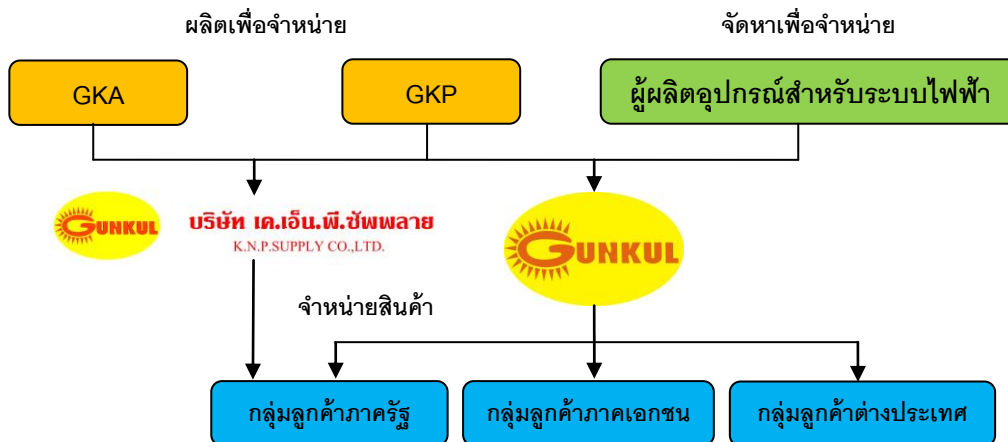 ผลิตเพื่อจำหน่าย
จัดหาเพื่อจำหน่าย
GKA
GKP
ผู้ผลิตอุปกรณ์สำหรับระบบไฟฟ้า
GUNKUL
บริษัท เค.เอ็น.พี.ซัพพลาย
K.N.P.SUPPLY CO.,LTD.
GUNKUL
จำหน่ายสินค้า
กลุ่มลูกค้าภาครัฐ
กลุ่มลูกค้าภาคเอกชน
กลุ่มลูกค้าต่างประเทศ